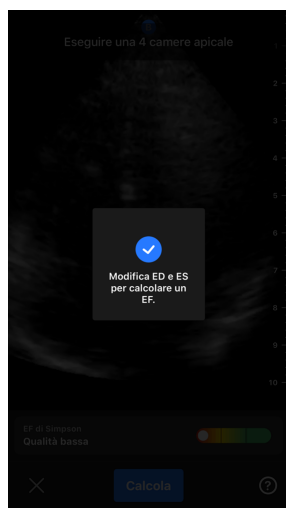 Eseguire una 4 camere apicale
2
3
4
5
6
7
8
9
10
Modifica ED e ES
per calcolare un
EF.
EF di Simpson
Qualità bassa
Calcola
?